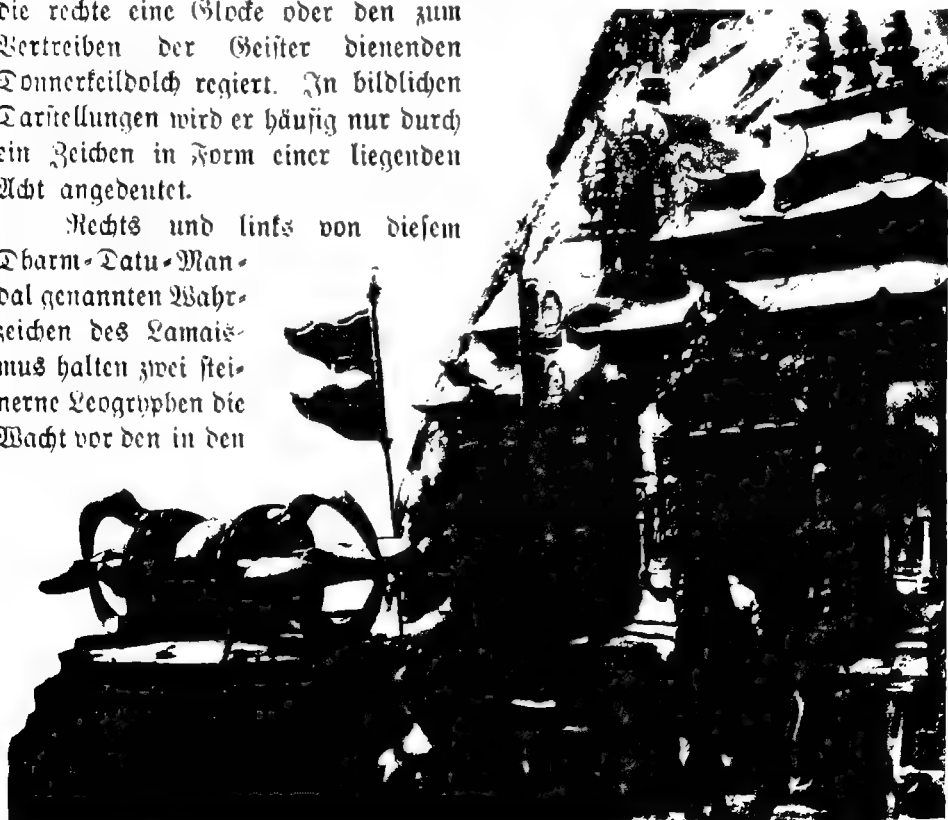 die rechte eine Glocke oder den zum
Vertreiben der Geister dienenden
Donnerkeildolch regiert. In bildlichen
Darstellungen wird er häufig nur durch
ein Zeichen in Form einer liegenden
Acht angedeutet.
Rechts und links von diesem
Dharm-Datu-Man-
dal genannten Wahr-
zeichen des Lamais-
mus halten zwei stei-
nerne Leogryphen die
Wacht vor den in den